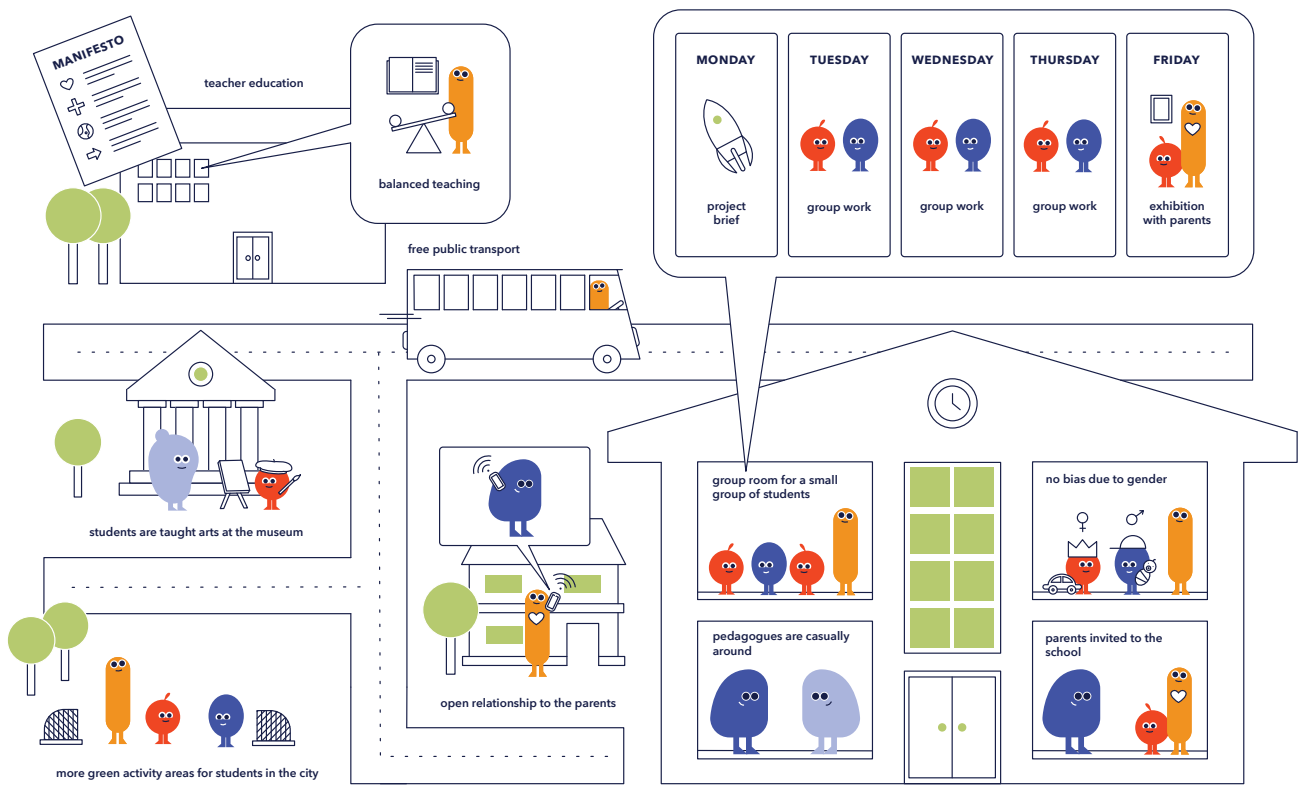 MANIFESTO
teacher education
balanced teaching
free public transport
MONDAY
project
brief
TUESDAY
group work
WEDNESDAY
group work
THURSDAY
group work
FRIDAY
exhibition
with parents
students are taught arts at the museum
more green activity areas for students in the city
open relationship to the parents
group room for a small
group of students
no bias due to gender
pedagogues are casually
around
parents invited to the
school